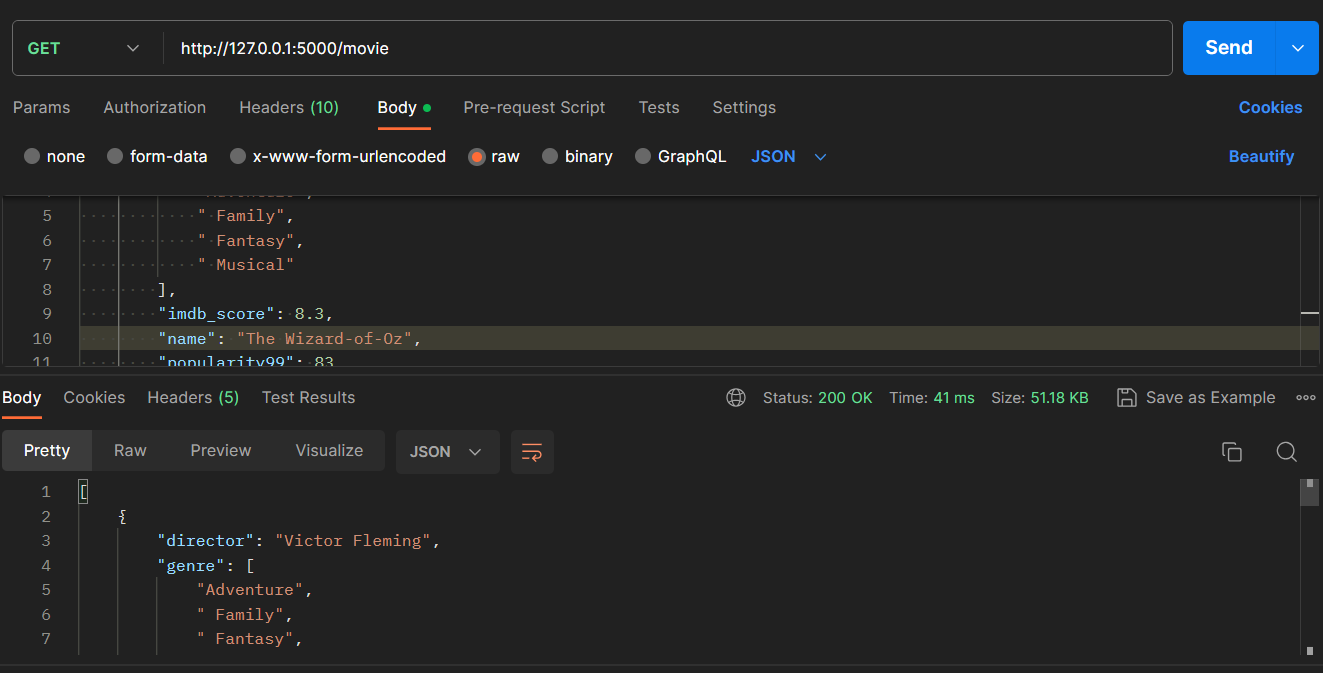 GET http://127.0.0.1:5000/movie Send
Params Authorization Headers (10) Body Pre-request Script Tests Settings Cookies
none form-data x-www-form-urlencoded raw binary GraphQL JSON Beautify
5 " Family",
6 " Fantasy",
7 " Musical"
8 ],
9 "imdb_score": 8.3,
10 "name": "The Wizard-of-Oz",
11 "popularity99": 83
Body Cookies Headers (5) Test Results Status: 200 OK Time: 41 ms Size: 51.18 KB Save as Example
Pretty Raw Preview Visualize JSON
1 [
2 {
3 "director": "Victor Fleming",
4 "genre": [
5 "Adventure",
6 " Family",
7 " Fantasy",